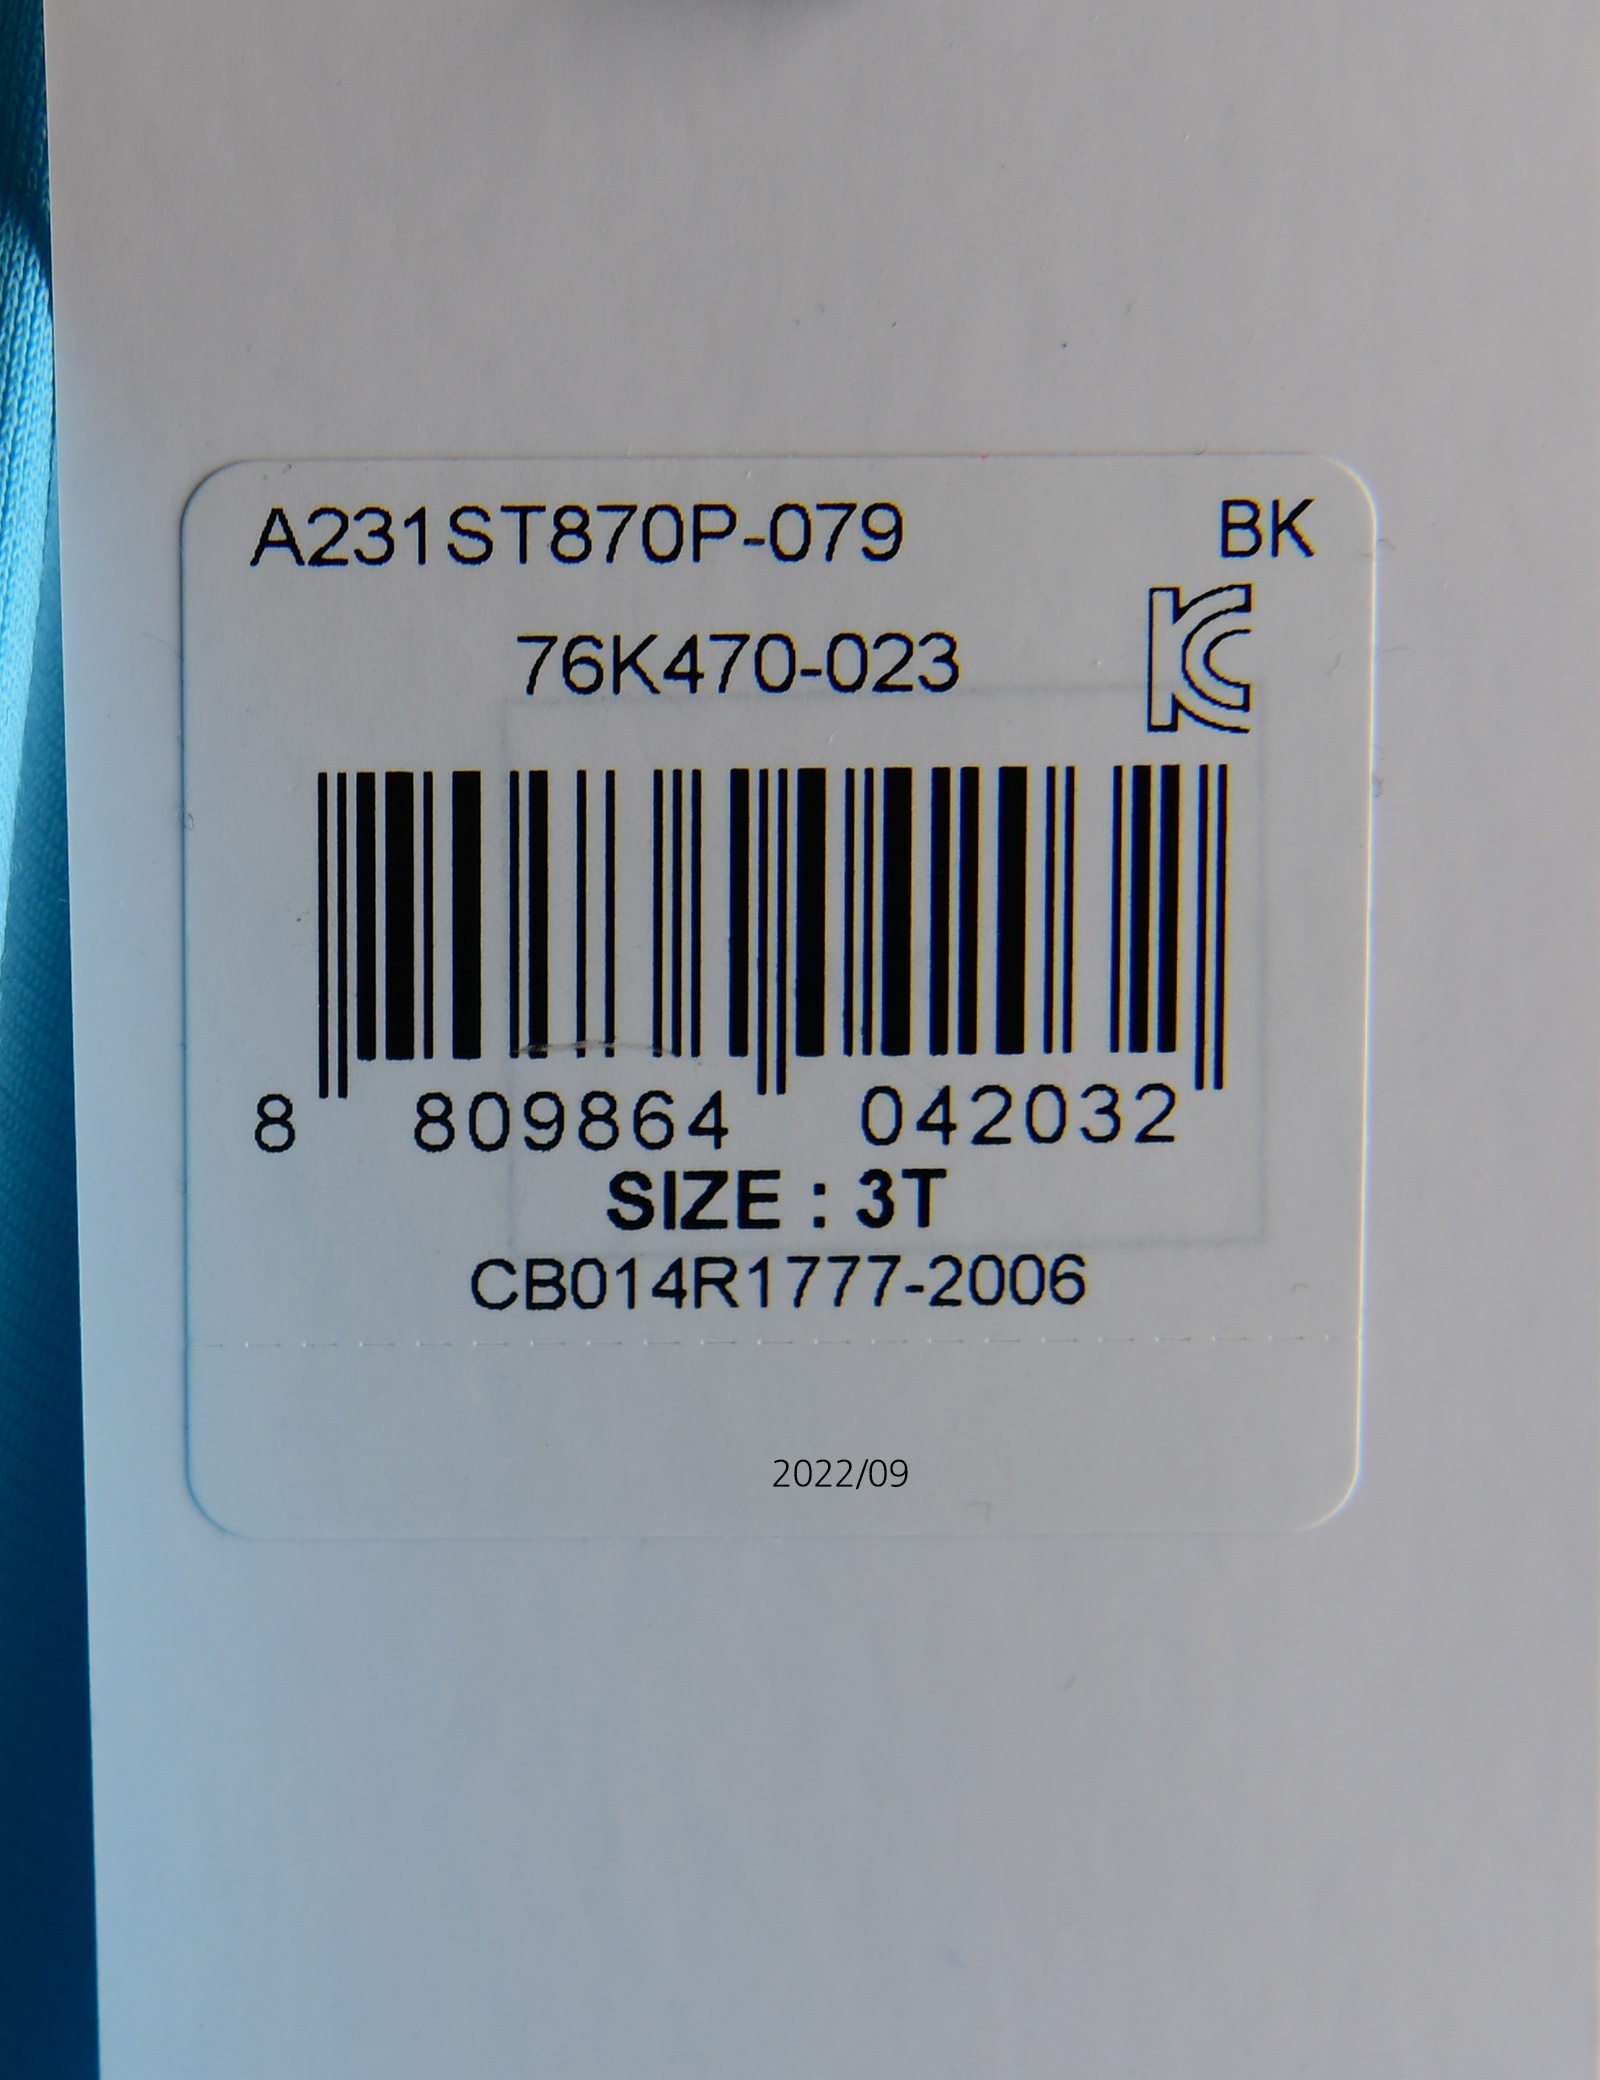 A231ST870P-079 BK
76K470-023
8 809864 042032
SIZE : 3T
CB014R1777-2006
2022/09